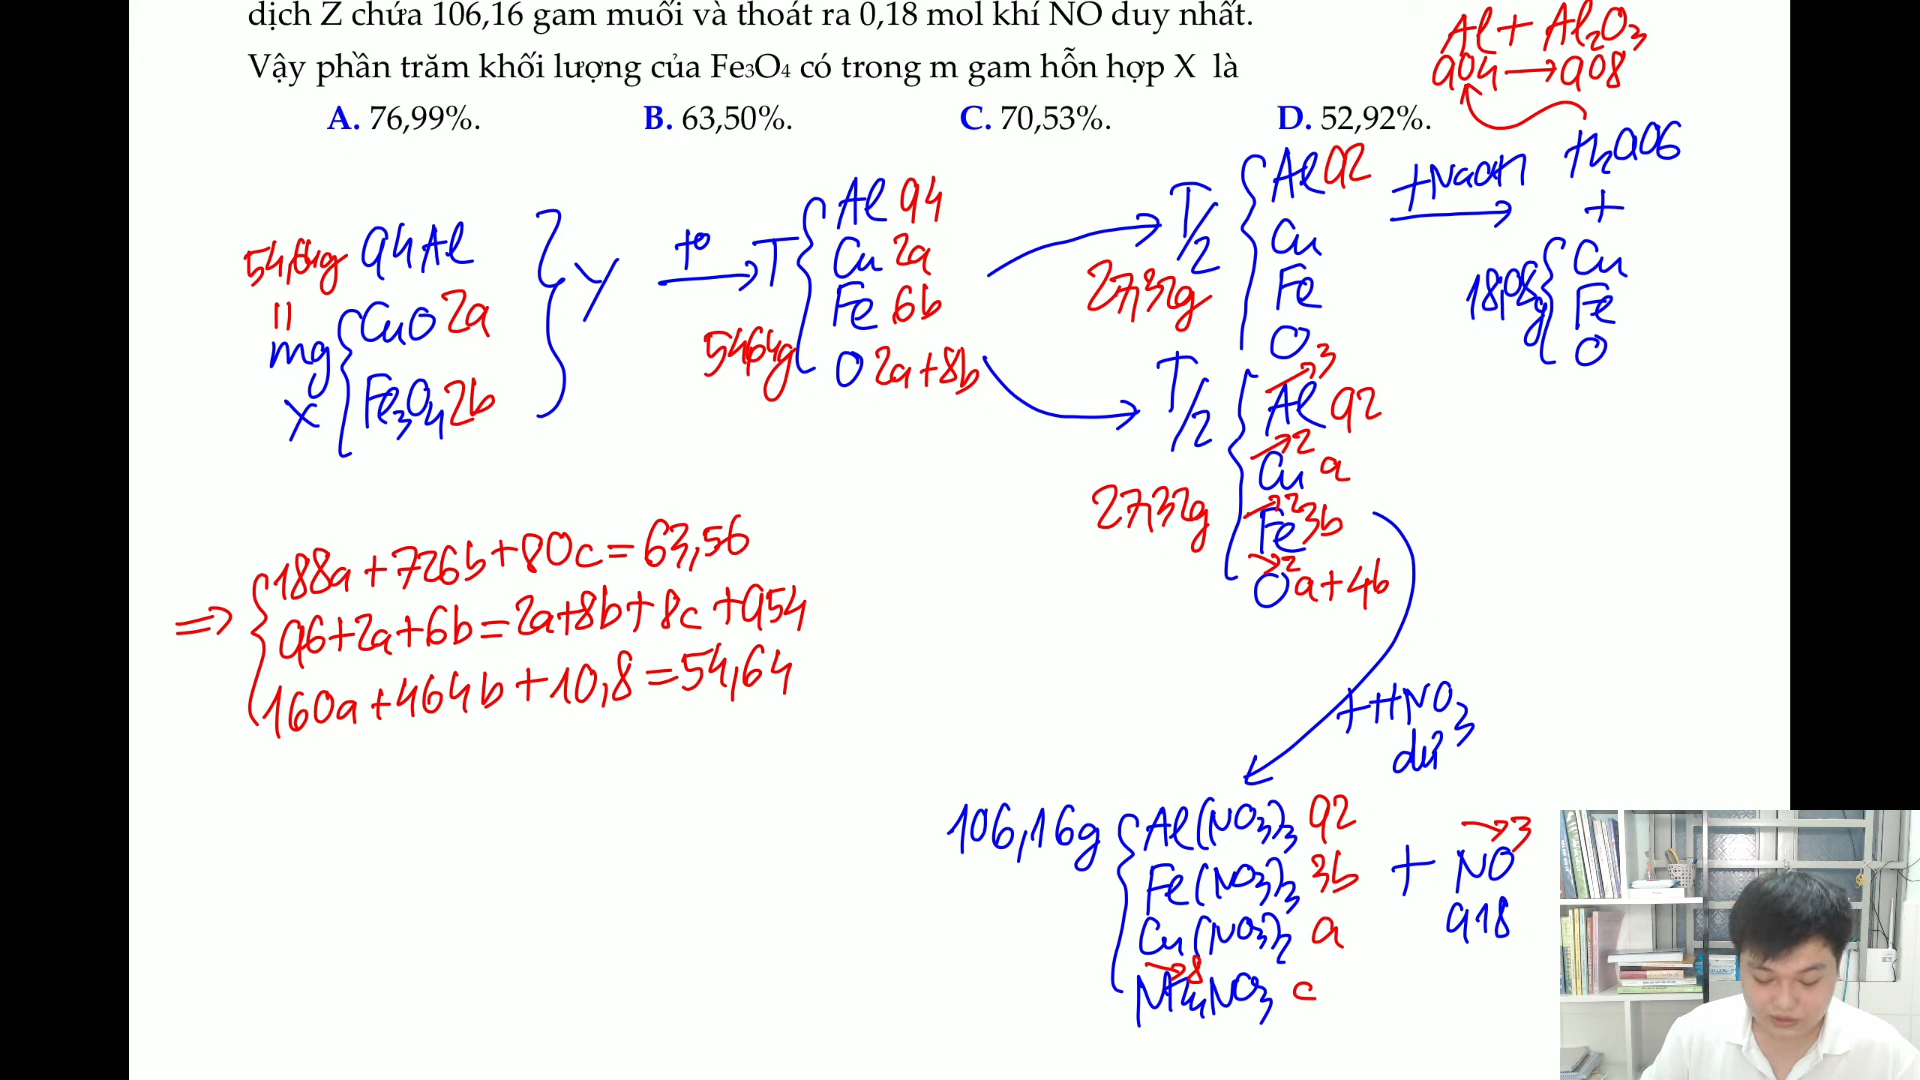 dịch Z chứa 106,16 gam muối và thoát ra 0,18 mol khí NO duy nhất.
Vậy phần trăm khối lượng của Fe3O4 có trong m gam hỗn hợp X là
A. 76,99%. B. 63,50%. C. 70,53%. D. 52,92%.
Al + Al2O3
0,04 → 0,08
54,64g 0,4 Al
=
mg CuO 2a
X Fe3O4 2b
Y
t° T
Al 0,4
Cu 2a
Fe 6b
O 2a+8b
54,64g
T/2
27,32g
Al 0,2
Cu
Fe
O
+NaOH
H2 0,06
+
18,08g
Cu
Fe
O
T/2
27,32g
Al 0,2 →3
Cu a →2
Fe 3b
O a+4b →2
⇒ 188a + 726b + 80c = 63,56
0,6 + 2a + 6b = 2a + 8b + 8c + 0,54
160a + 464b + 10,8 = 54,64
+HNO3
dư
106,16g
Al(NO3)3 0,2
Fe(NO3)3 3b
Cu(NO3)2 a
NH4NO3 c →8
+ NO →3
0,18